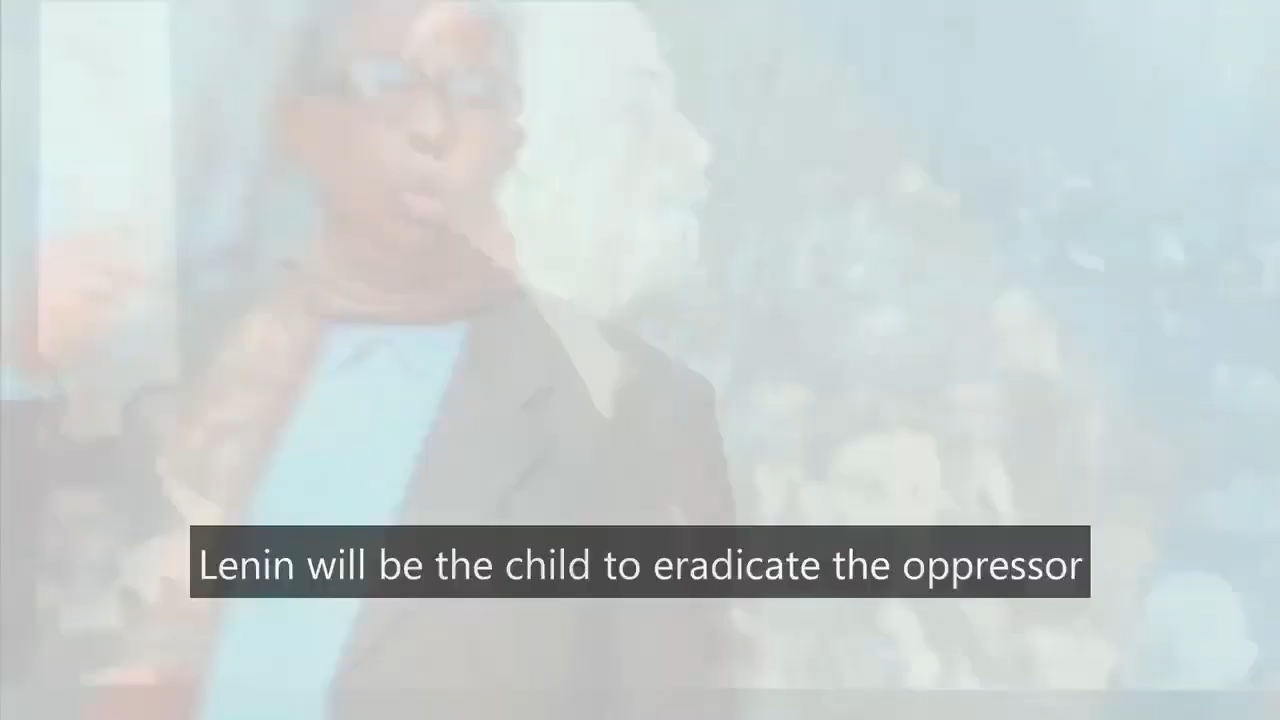 Lenin will be the child to eradicate the oppressor